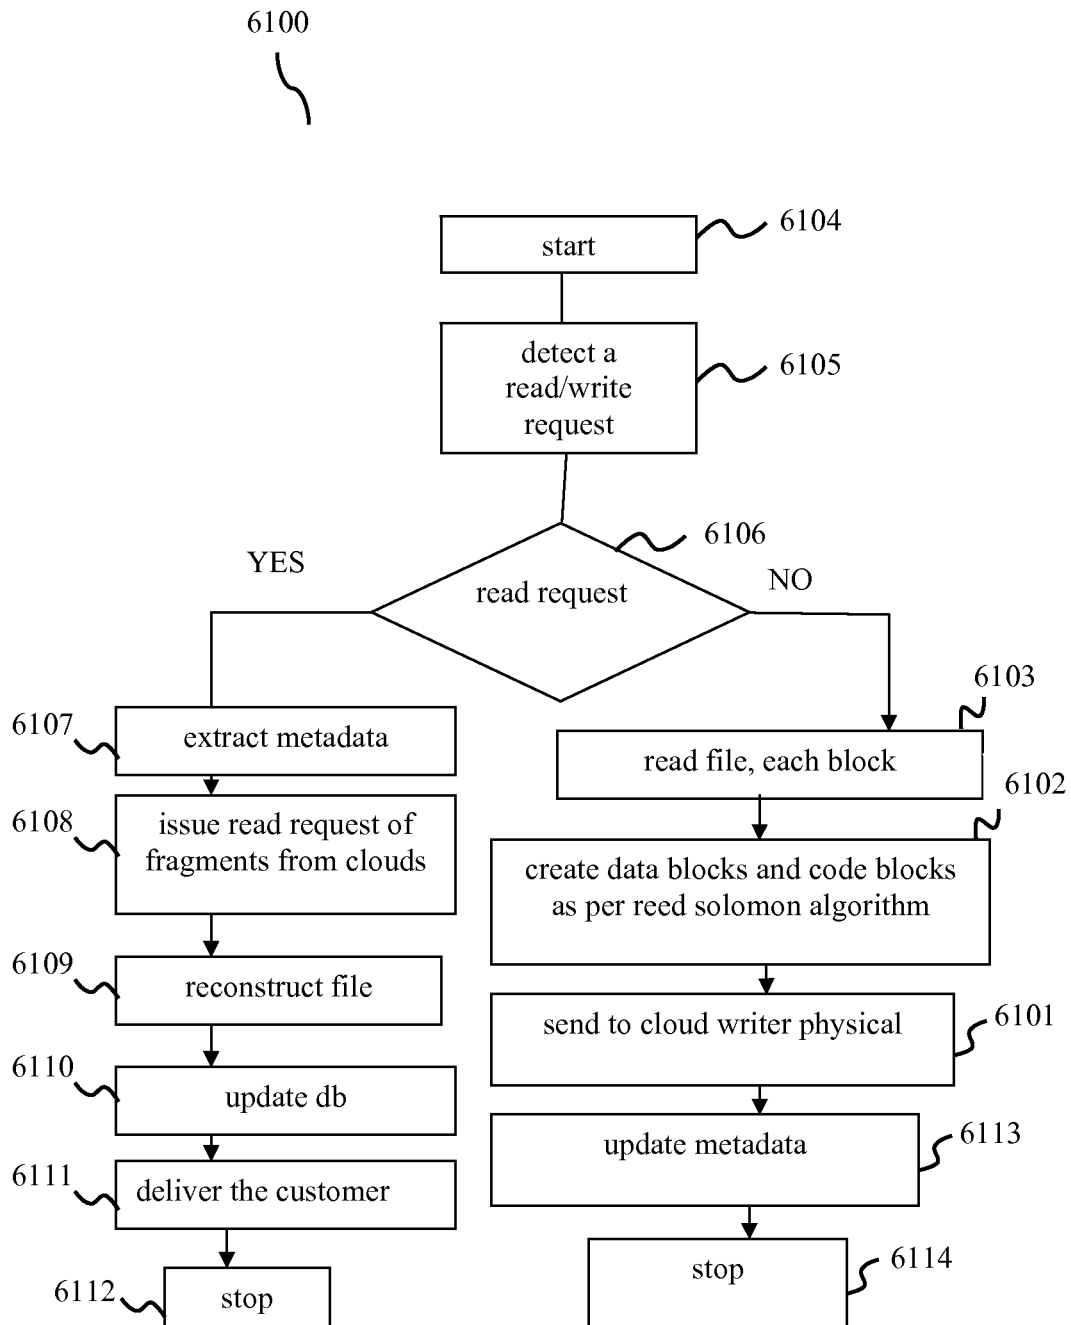 6100
6104
start
6105
detect a
read/write
request
6106
YES
NO
read request
6103
6107
extract metadata
read file, each block
6102
6108
issue read request of
fragments from clouds
create data blocks and code blocks
as per reed solomon algorithm
6109
reconstruct file
6101
send to cloud writer physical
6110
update db
6113
update metadata
6111
deliver the customer
6114
stop
6112
stop